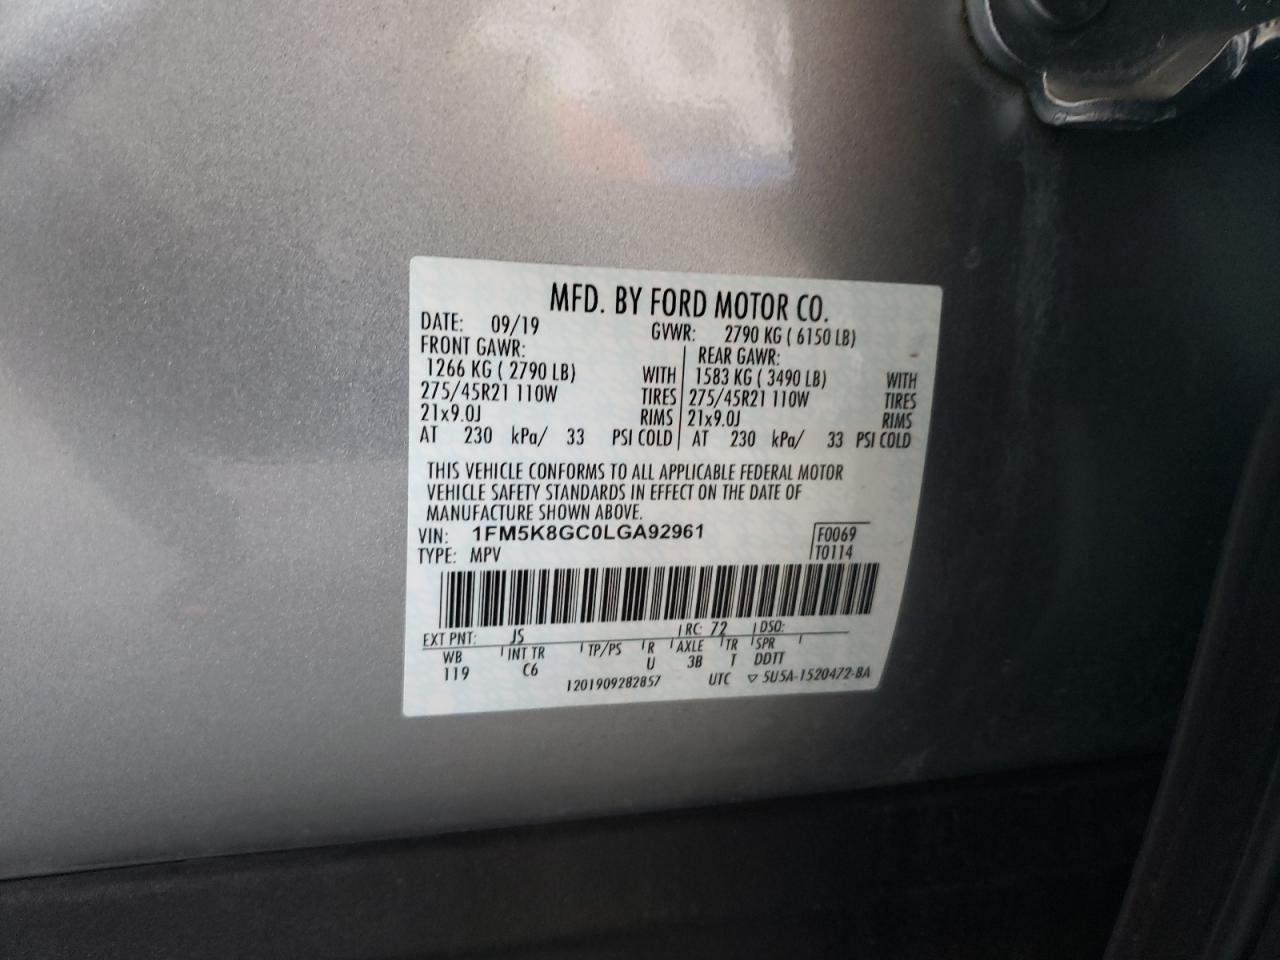 MFD. BY FORD MOTOR CO.
DATE: 09/19 GVWR: 2790 KG ( 6150 LB)
FRONT GAWR: REAR GAWR:
1266 KG ( 2790 LB) WITH 1583 KG ( 3490 LB) WITH
275/45R21 110W TIRES 275/45R21 110W TIRES
21x9.0J RIMS 21x9.0J RIMS
AT 230 kPa/ 33 PSI COLD AT 230 kPa/ 33 PSI COLD
THIS VEHICLE CONFORMS TO ALL APPLICABLE FEDERAL MOTOR
VEHICLE SAFETY STANDARDS IN EFFECT ON THE DATE OF
MANUFACTURE SHOWN ABOVE.
VIN: 1FM5K8GC0LGA92961 F0069
TYPE: MPV T0114
EXT PNT: JS RC: 72 DSO:
WB INT TR TP/PS R AXLE TR SPR
119 C6 U 3B T DDTT
1201909282857 UTC ▽ 5U5A-1520472-BA